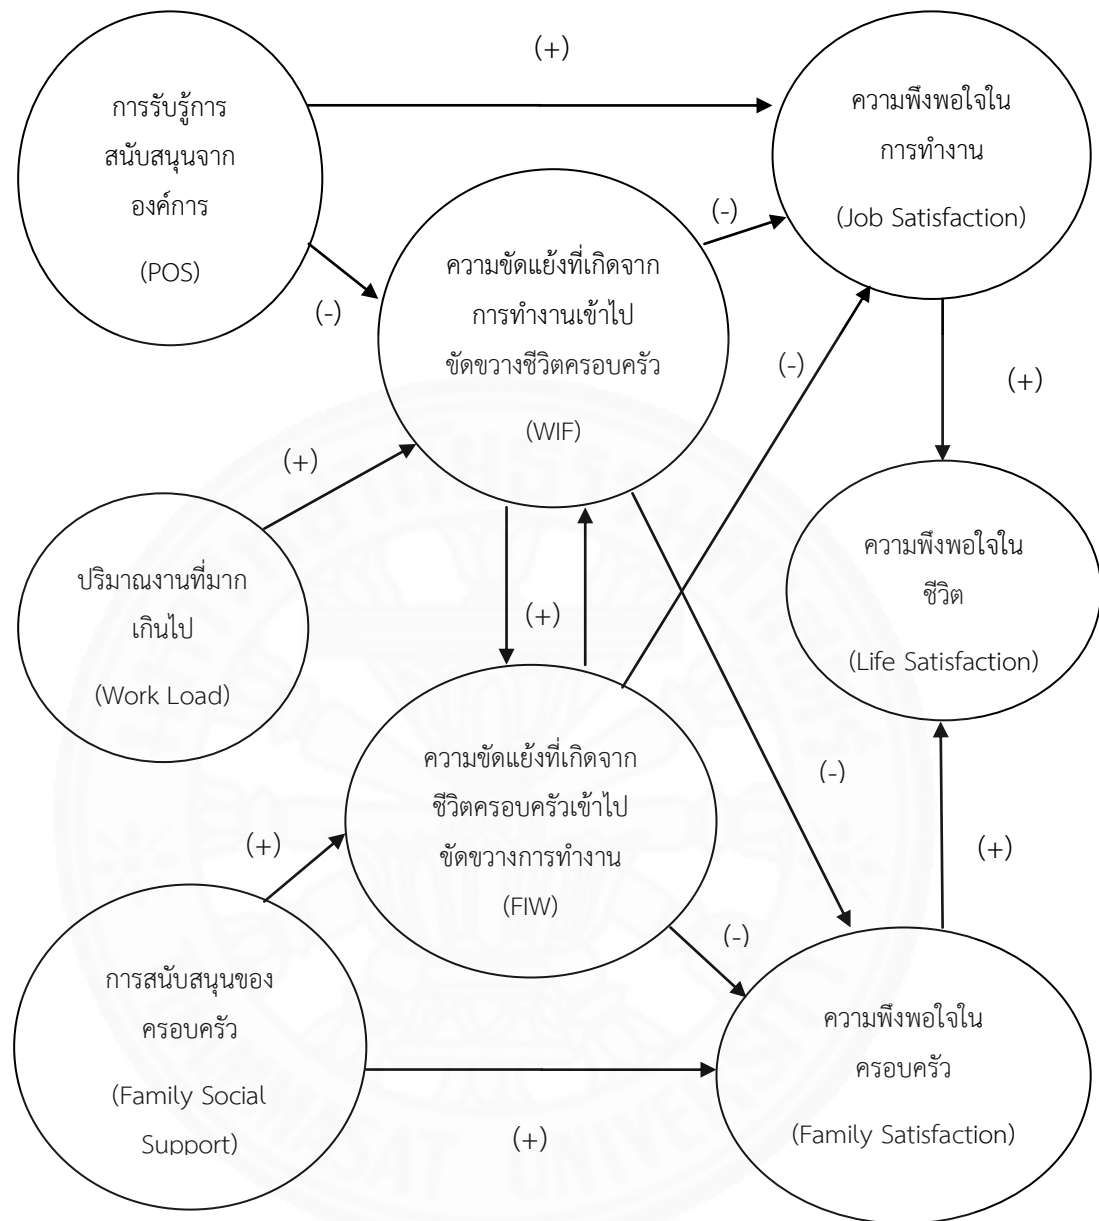 (+)
การรับรู้การ
สนับสนุนจาก
องค์การ
(POS)
ความพึงพอใจใน
การทำงาน
(Job Satisfaction)
(-)
(-)
ความขัดแย้งที่เกิดจาก
การทำงานเข้าไป
ขัดขวางชีวิตครอบครัว
(WIF)
(-)
(+)
(+)
ปริมาณงานที่มาก
เกินไป
(Work Load)
ความพึงพอใจใน
ชีวิต
(Life Satisfaction)
(+)
ความขัดแย้งที่เกิดจาก
ชีวิตครอบครัวเข้าไป
ขัดขวางการทำงาน
(FIW)
(-)
(+)
(+)
(-)
การสนับสนุนของ
ครอบครัว
(Family Social
Support)
ความพึงพอใจใน
ครอบครัว
(Family Satisfaction)
(+)